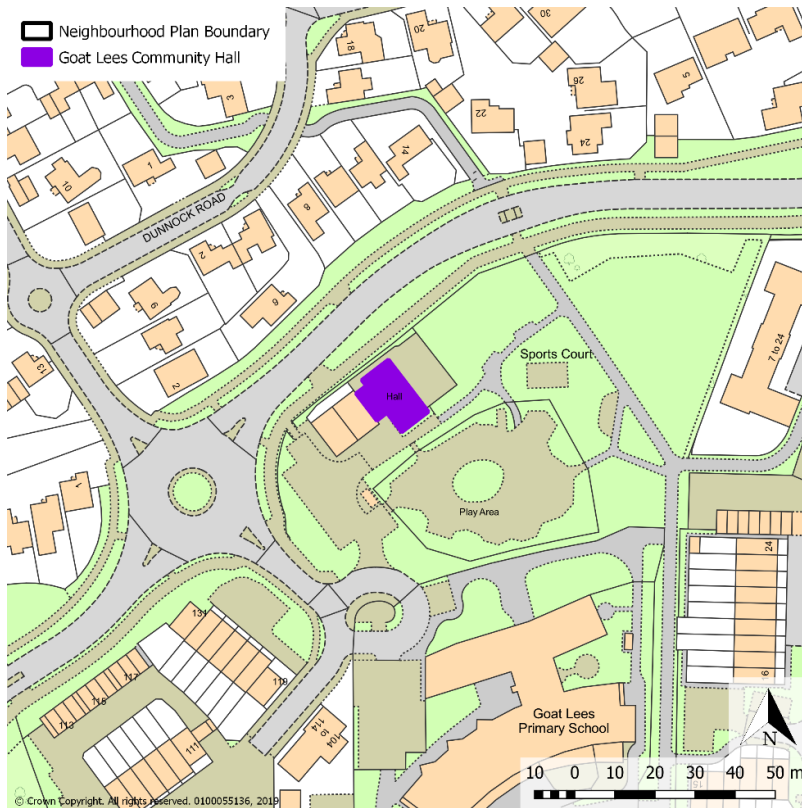 Neighbourhood Plan Boundary
Goat Lees Community Hall
18
20
30
3
26
5
22
24
14
1
10
DUNNOCK ROAD
8
2
6
6
2
13
7 to 24
Sports Court
Hall
1
Play Area
24
134
119
117
115
113
111
114
to
104
16
Goat Lees
Primary School
N
15
10 0 10 20 30 40 50 m
© Crown Copyright. All rights reserved. 0100055136, 2019